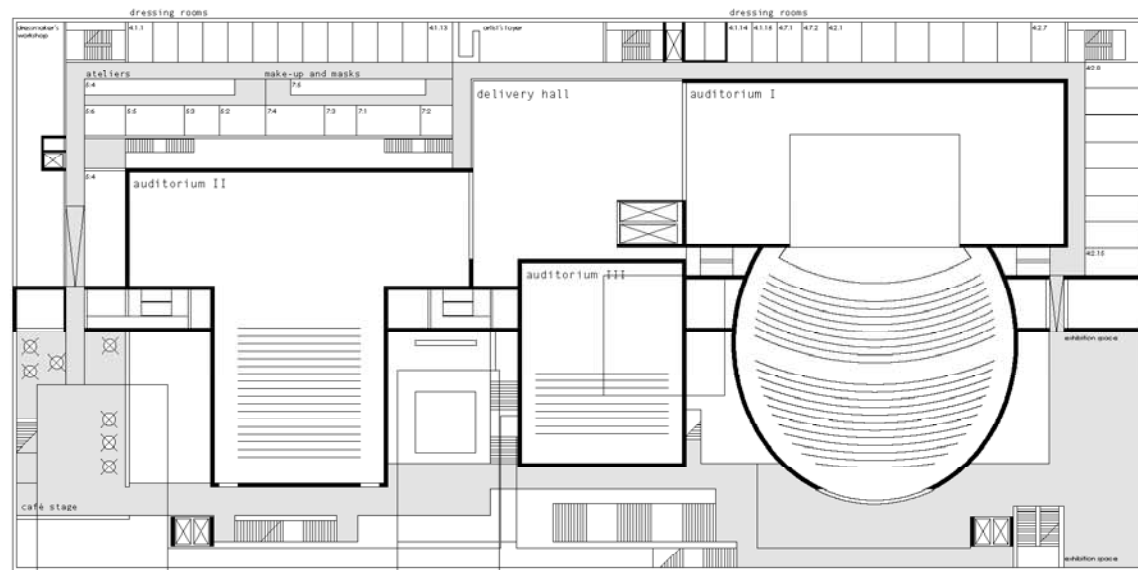 dressing rooms
dressing rooms
dressmaker's
workshop
4.1.1
4.1.13
artist's foyer
4.1.14
4.1.15
4.7.1
4.7.2
4.2.1
4.2.7
4.2.8
ateliers
make-up and masks
5:4
7:5
delivery hall
auditorium I
5:6
5:5
5:3
5:2
7:4
7:3
7:1
7:2
5:4
auditorium II
4.2.15
auditorium III
exhibition space
café stage
exhibition space